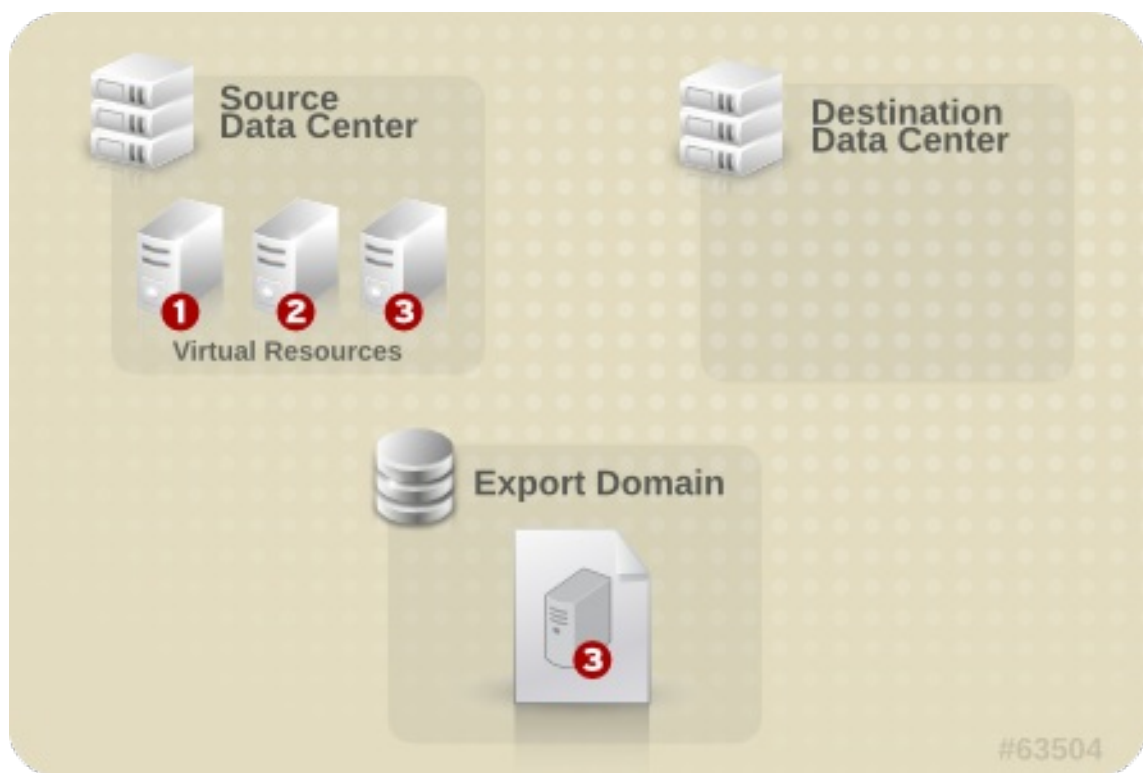 Source
Data Center
Destination
Data Center
1
2
3
Virtual Resources
Export Domain
3
#63504